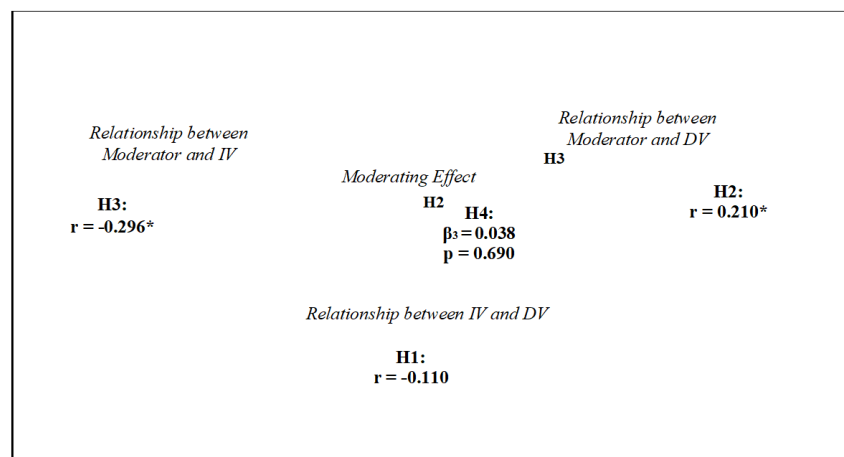 Relationship between
Moderator and IV
Relationship between
Moderator and DV
H3
Moderating Effect
H2
H3:
r = -0.296*
H4:
β₃ = 0.038
p = 0.690
H2:
r = 0.210*
Relationship between IV and DV
H1:
r = -0.110